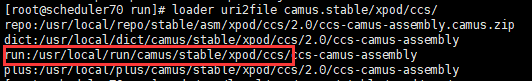 [root@scheduler70 run]# loader uri2file camus.stable/xpod/ccs/
repo:/usr/local/repo/stable/asm/xpod/ccs/2.0/ccs-camus-assembly.camus.zip
dict:/usr/local/dict/camus/stable/xpod/ccs/2.0/ccs-camus-assembly
run:/usr/local/run/camus/stable/xpod/ccs/ccs-camus-assembly
plus:/usr/local/plus/camus/stable/xpod/ccs/2.0/ccs-camus-assembly